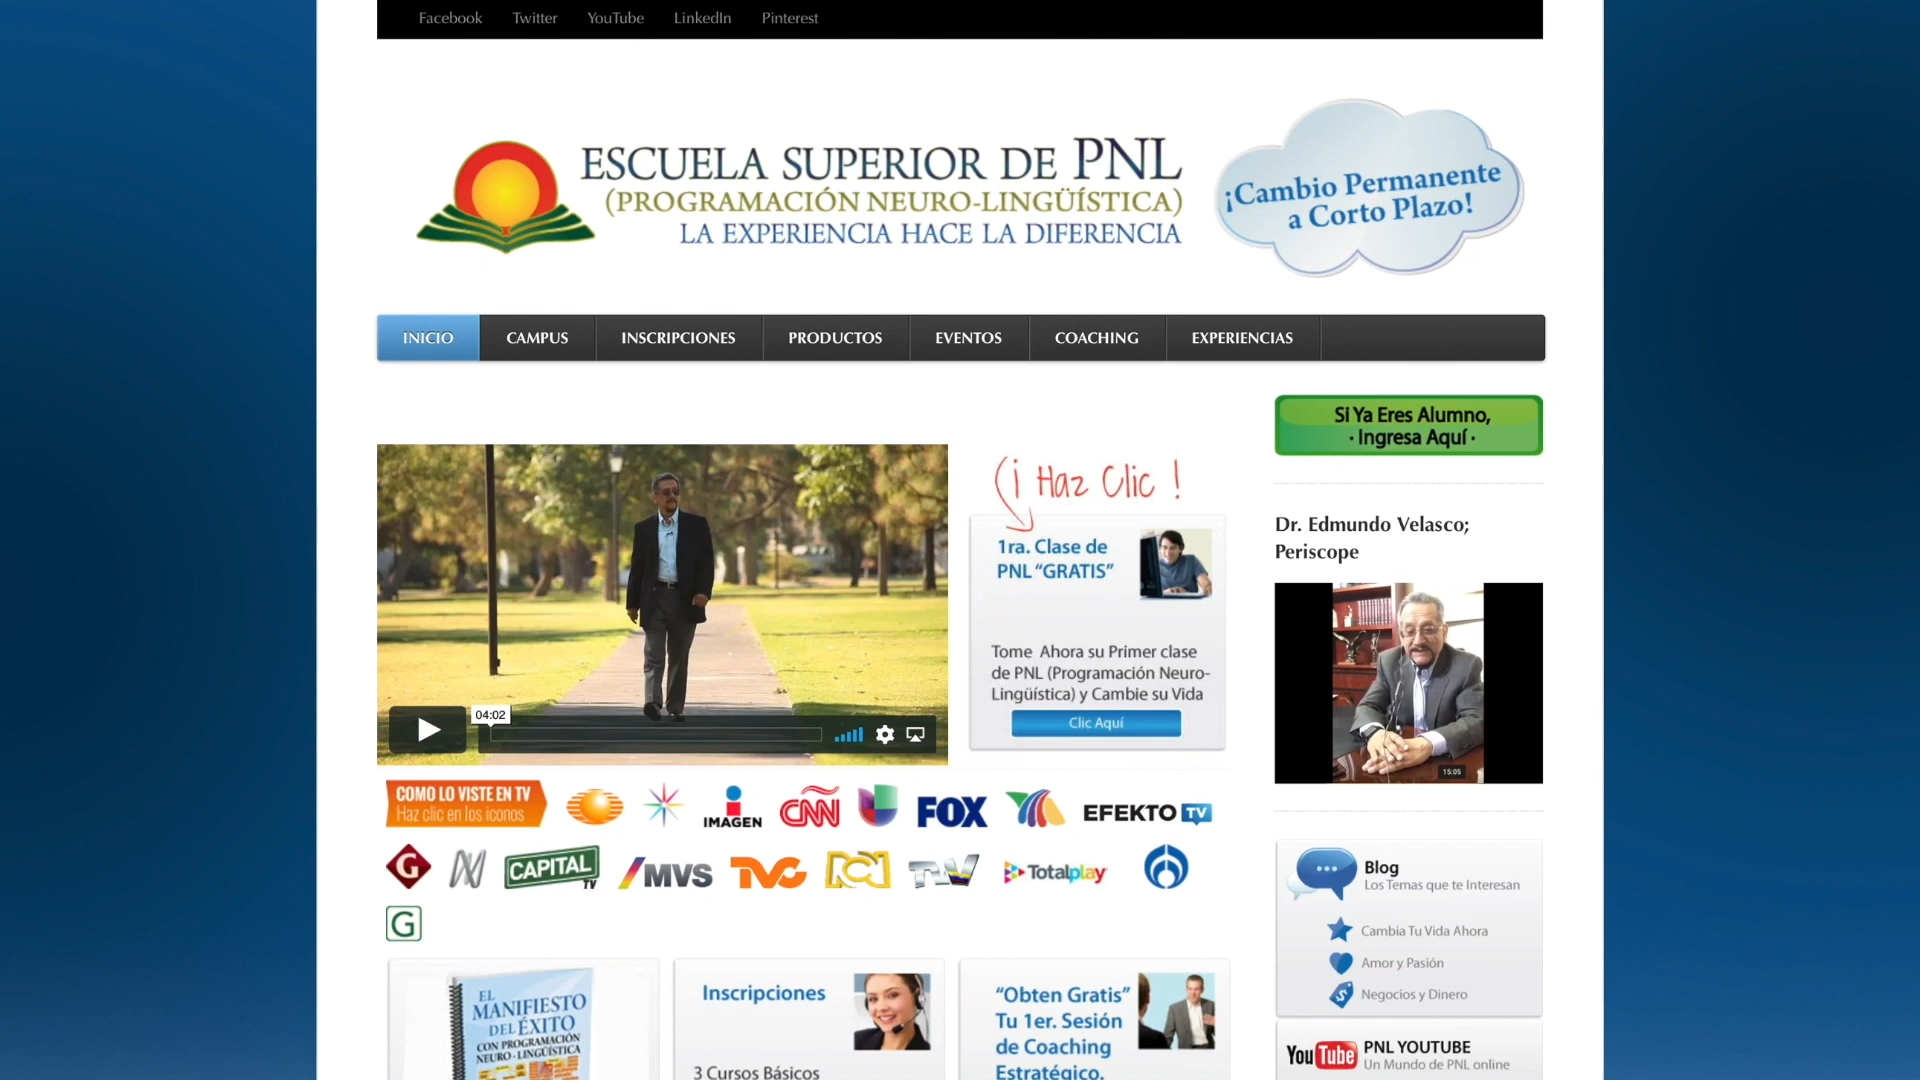 Facebook Twitter YouTube LinkedIn Pinterest
ESCUELA SUPERIOR DE PNL
(PROGRAMACIÓN NEURO-LINGÜÍSTICA)
LA EXPERIENCIA HACE LA DIFERENCIA
¡Cambio Permanente
a Corto Plazo!
INICIO CAMPUS INSCRIPCIONES PRODUCTOS EVENTOS COACHING EXPERIENCIAS
Si Ya Eres Alumno,
· Ingresa Aquí ·
¡ Haz Clic !
1ra. Clase de
PNL “GRATIS”
Tome Ahora su Primer clase
de PNL (Programación Neuro-
Lingüística) y Cambie su Vida
Clic Aquí
04:02
Dr. Edmundo Velasco;
Periscope
15:05
COMO LO VISTE EN TV
Haz clic en los iconos
IMAGEN
CNN
FOX
EFEKTO TV
G
CAPITAL
TV
MVS
TVC
RCN
Totalplay
G
Blog
Los Temas que te Interesan
Cambia Tu Vida Ahora
Amor y Pasión
Negocios y Dinero
You Tube
PNL YOUTUBE
Un Mundo de PNL online
EL
MANIFIESTO
DEL ÉXITO
CON PROGRAMACIÓN
NEURO-LINGÜÍSTICA
Inscripciones
3 Cursos Básicos
“Obten Gratis”
Tu 1er. Sesión
de Coaching
Estratégico.